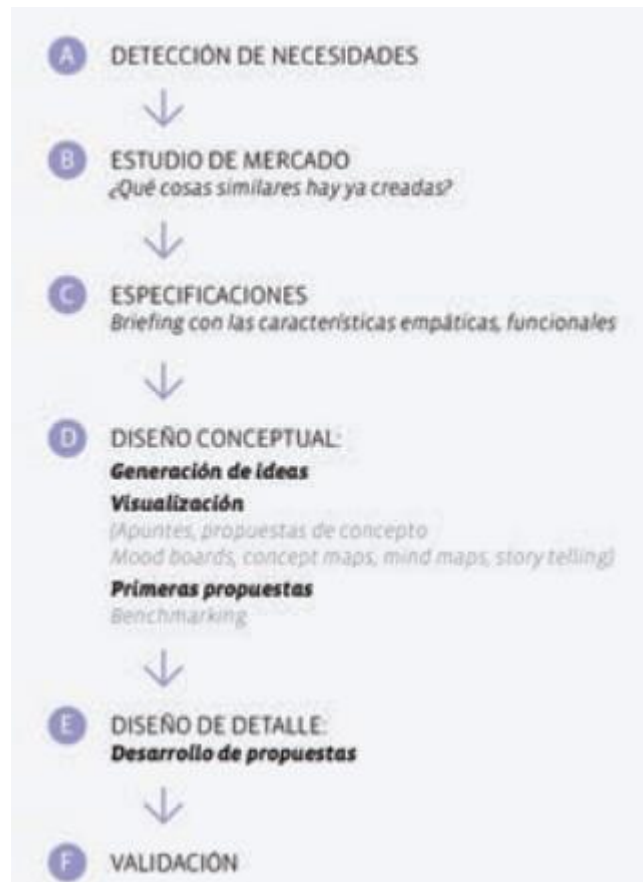 A DETECCIÓN DE NECESIDADES
B ESTUDIO DE MERCADO
¿Qué cosas similares hay ya creadas?
C ESPECIFICACIONES
Briefing con las características empáticas, funcionales
D DISEÑO CONCEPTUAL:
Generación de ideas
Visualización
(Apuntes, propuestas de concepto
Mood boards, concept maps, mind maps, story telling)
Primeras propuestas
Benchmarking
E DISEÑO DE DETALLE:
Desarrollo de propuestas
F VALIDACIÓN